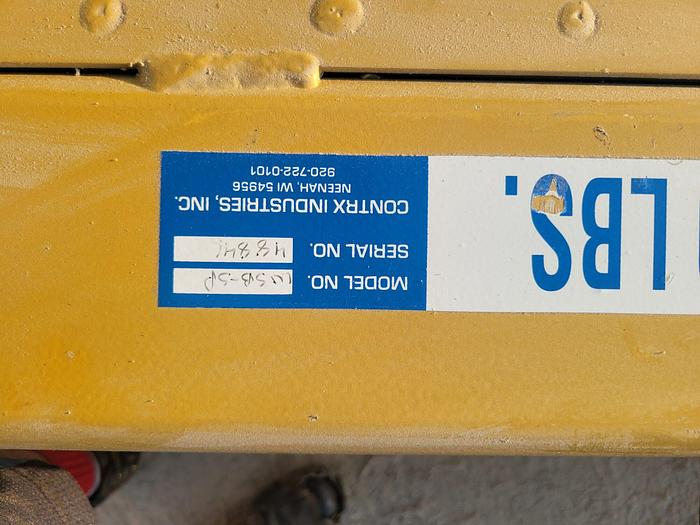 LBS.
MODEL NO.
SERIAL NO.
CONTRX INDUSTRIES, INC.
NEENAH, WI 54956
920-722-0101